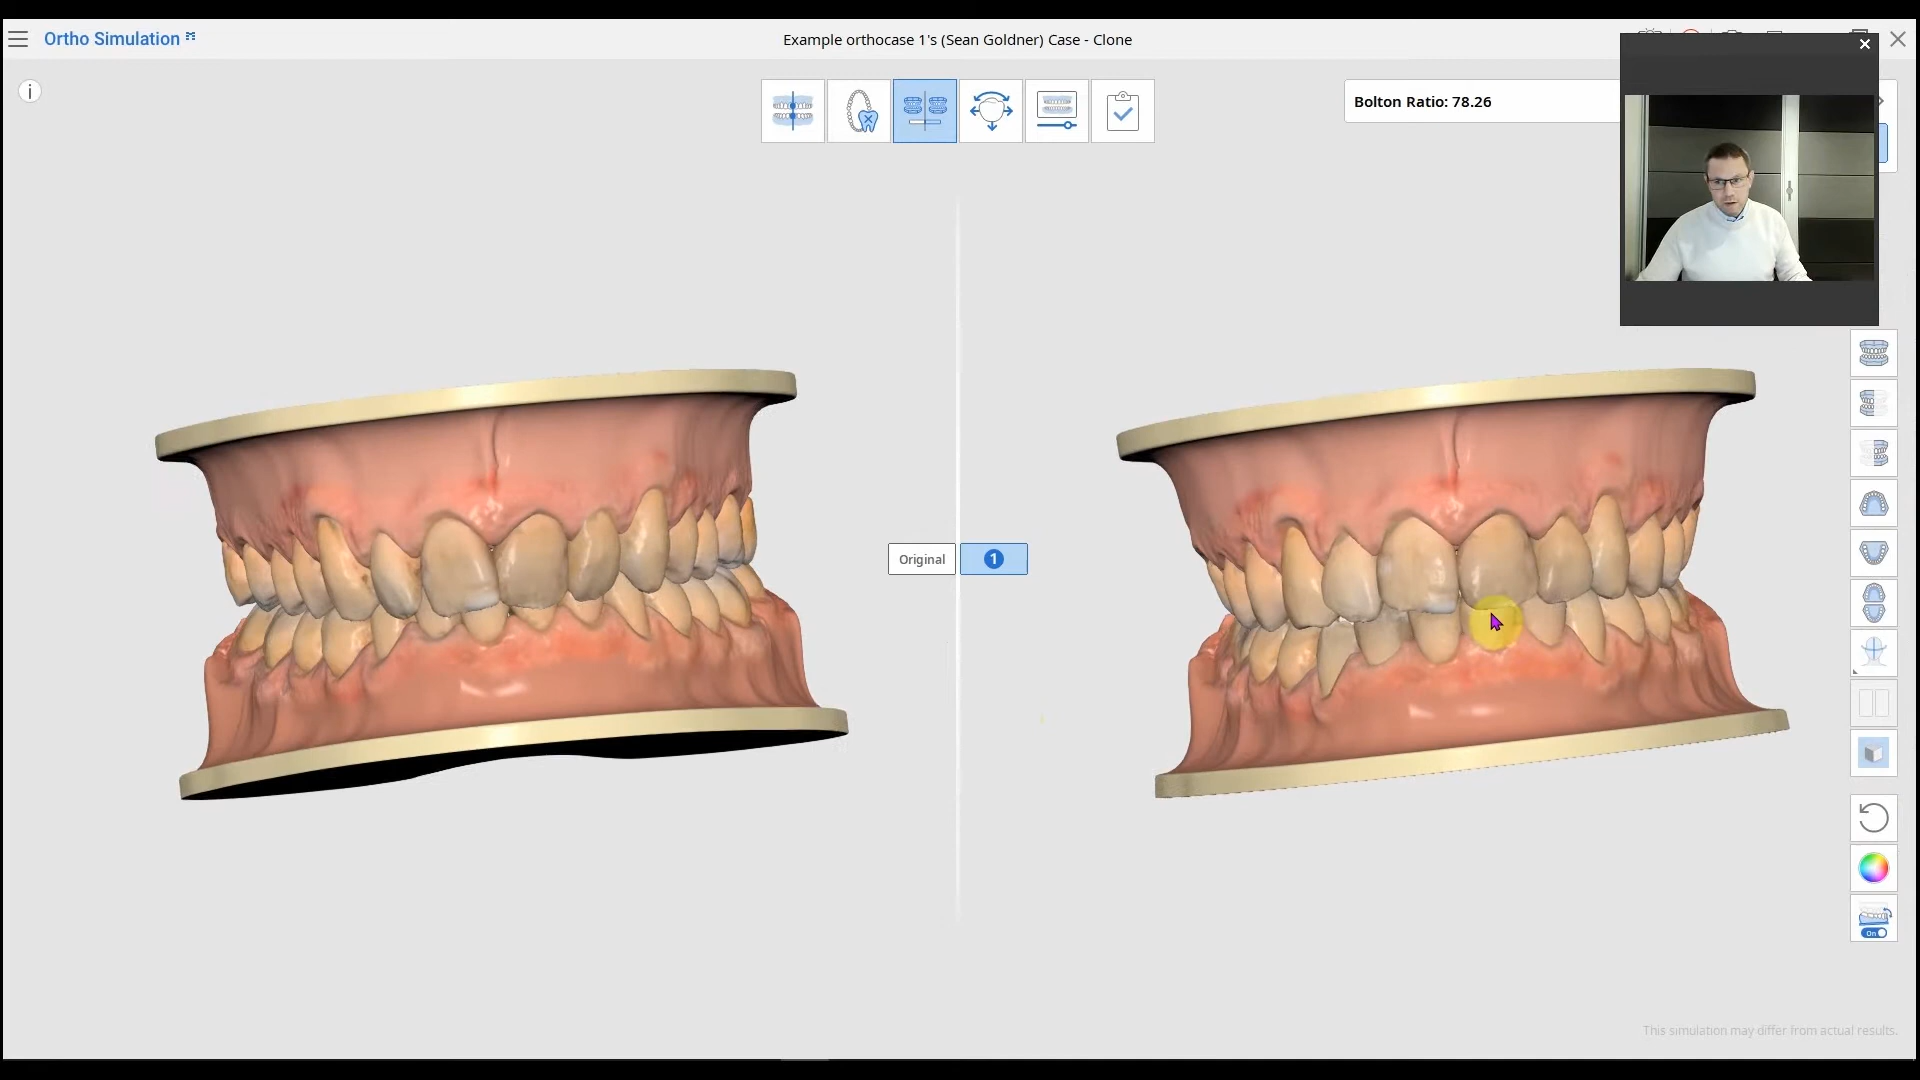 Ortho Simulation
Example orthocase 1's (Sean Goldner) Case - Clone
Bolton Ratio: 78.26
Original
1
On
This simulation may differ from actual results.